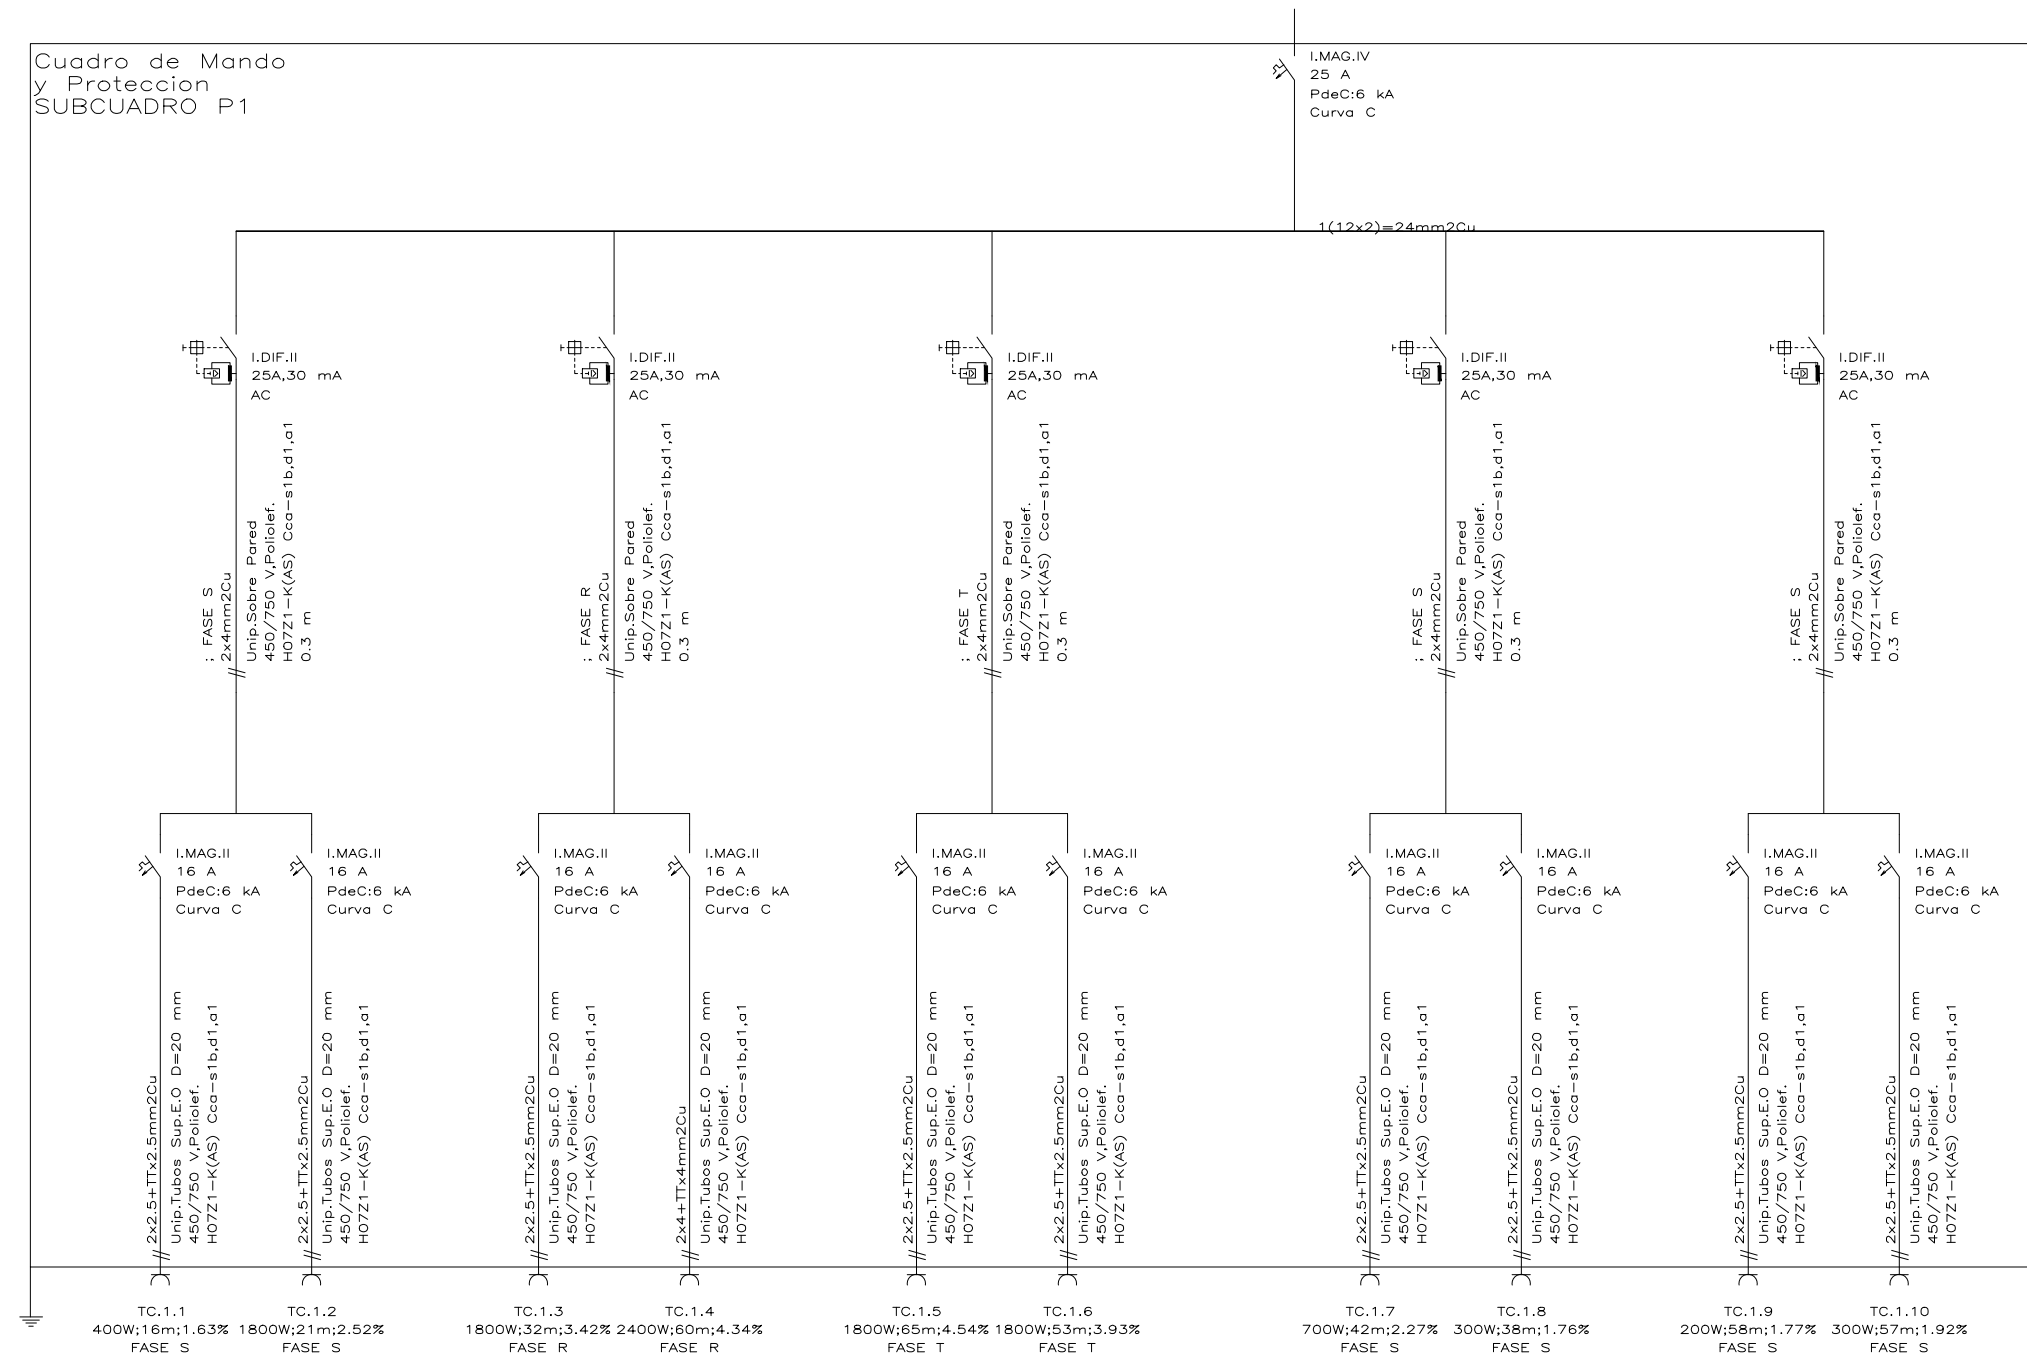 Cuadro de Mando
y Proteccion
SUBCUADRO P1
I.MAG.IV
25 A
PdeC:6 kA
Curva C
1(12x2)=24mm2Cu
I.DIF.II
25A,30 mA
AC
I.DIF.II
25A,30 mA
AC
I.DIF.II
25A,30 mA
AC
I.DIF.II
25A,30 mA
AC
I.DIF.II
25A,30 mA
AC
; FASE S
2x4mm2Cu
Unip.Sobre Pared
450/750 V,Poliolef.
H07Z1-K(AS) Cca-s1b,d1,a1
0.3 m
; FASE R
2x4mm2Cu
Unip.Sobre Pared
450/750 V,Poliolef.
H07Z1-K(AS) Cca-s1b,d1,a1
0.3 m
; FASE T
2x4mm2Cu
Unip.Sobre Pared
450/750 V,Poliolef.
H07Z1-K(AS) Cca-s1b,d1,a1
0.3 m
; FASE S
2x4mm2Cu
Unip.Sobre Pared
450/750 V,Poliolef.
H07Z1-K(AS) Cca-s1b,d1,a1
0.3 m
; FASE S
2x4mm2Cu
Unip.Sobre Pared
450/750 V,Poliolef.
H07Z1-K(AS) Cca-s1b,d1,a1
0.3 m
I.MAG.II
16 A
PdeC:6 kA
Curva C
I.MAG.II
16 A
PdeC:6 kA
Curva C
I.MAG.II
16 A
PdeC:6 kA
Curva C
I.MAG.II
16 A
PdeC:6 kA
Curva C
I.MAG.II
16 A
PdeC:6 kA
Curva C
I.MAG.II
16 A
PdeC:6 kA
Curva C
I.MAG.II
16 A
PdeC:6 kA
Curva C
I.MAG.II
16 A
PdeC:6 kA
Curva C
I.MAG.II
16 A
PdeC:6 kA
Curva C
I.MAG.II
16 A
PdeC:6 kA
Curva C
2x2.5+TTx2.5mm2Cu
Unip.Tubos Sup.E.O D=20 mm
450/750 V,Poliolef.
H07Z1-K(AS) Cca-s1b,d1,a1
2x2.5+TTx2.5mm2Cu
Unip.Tubos Sup.E.O D=20 mm
450/750 V,Poliolef.
H07Z1-K(AS) Cca-s1b,d1,a1
2x2.5+TTx2.5mm2Cu
Unip.Tubos Sup.E.O D=20 mm
450/750 V,Poliolef.
H07Z1-K(AS) Cca-s1b,d1,a1
2x4+TTx4mm2Cu
Unip.Tubos Sup.E.O D=20 mm
450/750 V,Poliolef.
H07Z1-K(AS) Cca-s1b,d1,a1
2x2.5+TTx2.5mm2Cu
Unip.Tubos Sup.E.O D=20 mm
450/750 V,Poliolef.
H07Z1-K(AS) Cca-s1b,d1,a1
2x2.5+TTx2.5mm2Cu
Unip.Tubos Sup.E.O D=20 mm
450/750 V,Poliolef.
H07Z1-K(AS) Cca-s1b,d1,a1
2x2.5+TTx2.5mm2Cu
Unip.Tubos Sup.E.O D=20 mm
450/750 V,Poliolef.
H07Z1-K(AS) Cca-s1b,d1,a1
2x2.5+TTx2.5mm2Cu
Unip.Tubos Sup.E.O D=20 mm
450/750 V,Poliolef.
H07Z1-K(AS) Cca-s1b,d1,a1
2x2.5+TTx2.5mm2Cu
Unip.Tubos Sup.E.O D=20 mm
450/750 V,Poliolef.
H07Z1-K(AS) Cca-s1b,d1,a1
2x2.5+TTx2.5mm2Cu
Unip.Tubos Sup.E.O D=20 mm
450/750 V,Poliolef.
H07Z1-K(AS) Cca-s1b,d1,a1
TC.1.1
400W;16m;1.63%
FASE S
TC.1.2
1800W;21m;2.52%
FASE S
TC.1.3
1800W;32m;3.42%
FASE R
TC.1.4
2400W;60m;4.34%
FASE R
TC.1.5
1800W;65m;4.54%
FASE T
TC.1.6
1800W;53m;3.93%
FASE T
TC.1.7
700W;42m;2.27%
FASE S
TC.1.8
300W;38m;1.76%
FASE S
TC.1.9
200W;58m;1.77%
FASE S
TC.1.10
300W;57m;1.92%
FASE S